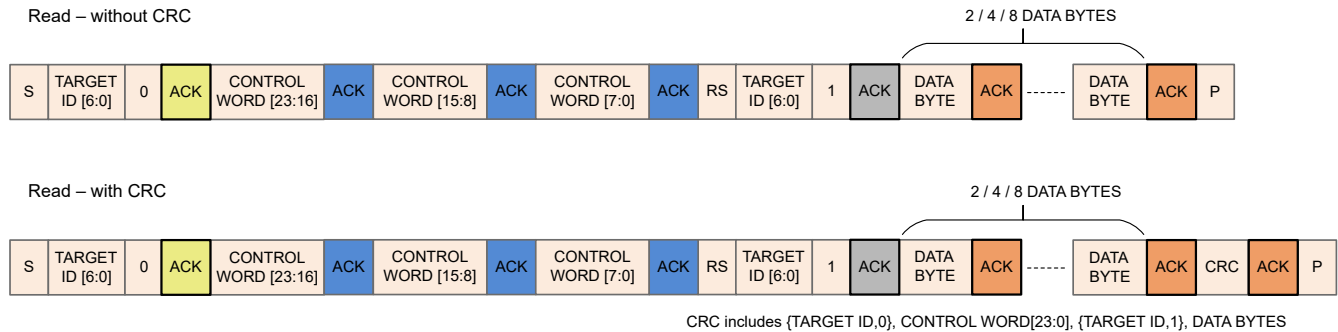 Read – without CRC
2 / 4 / 8 DATA BYTES
S TARGET ID [6:0] 0 ACK CONTROL WORD [23:16] ACK CONTROL WORD [15:8] ACK CONTROL WORD [7:0] ACK RS TARGET ID [6:0] 1 ACK DATA BYTE ACK ------ DATA BYTE ACK P
Read – with CRC
2 / 4 / 8 DATA BYTES
S TARGET ID [6:0] 0 ACK CONTROL WORD [23:16] ACK CONTROL WORD [15:8] ACK CONTROL WORD [7:0] ACK RS TARGET ID [6:0] 1 ACK DATA BYTE ACK ------ DATA BYTE ACK CRC ACK P
CRC includes {TARGET ID,0}, CONTROL WORD[23:0], {TARGET ID,1}, DATA BYTES